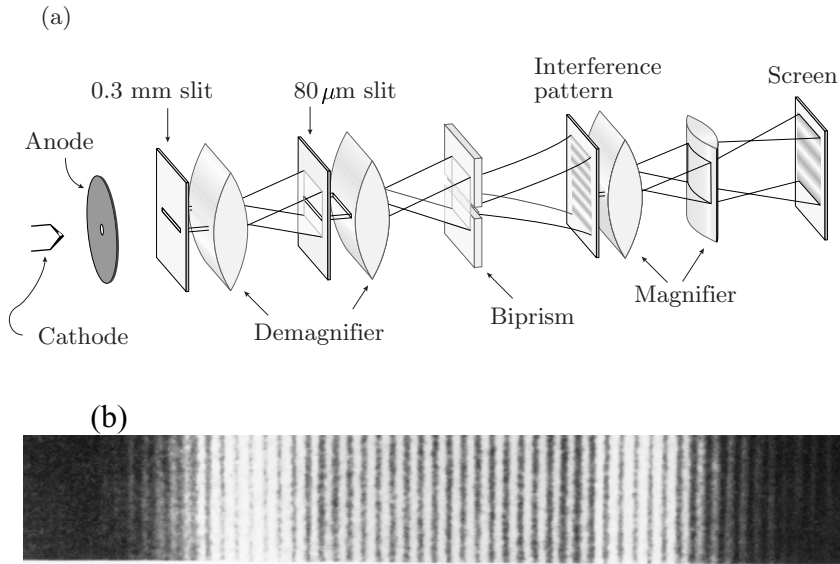 (a)
Interference
pattern
Screen
0.3 mm slit
80 μm slit
Anode
Cathode
Demagnifier
Biprism
Magnifier
(b)